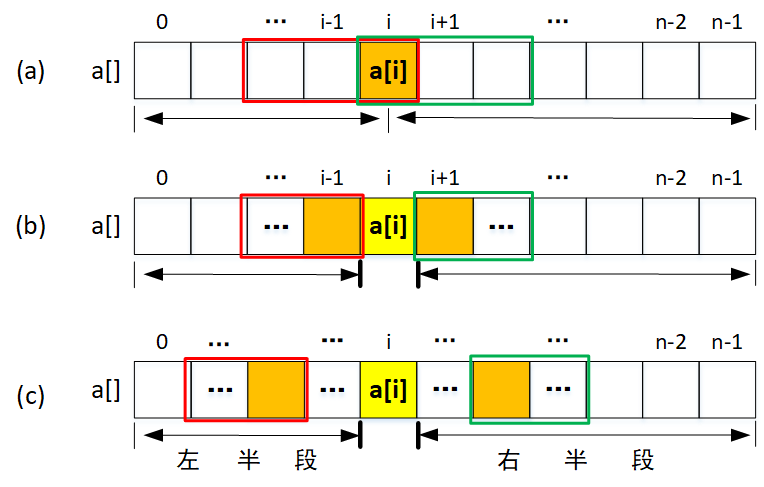 0 ... i-1 i i+1 ... n-2 n-1
(a) a[] a[i]
0 ... i-1 i i+1 ... n-2 n-1
(b) a[] ... a[i] ...
0 ... ... i ... ... n-2 n-1
(c) a[] ... ... a[i] ... ...
左 半 段 右 半 段